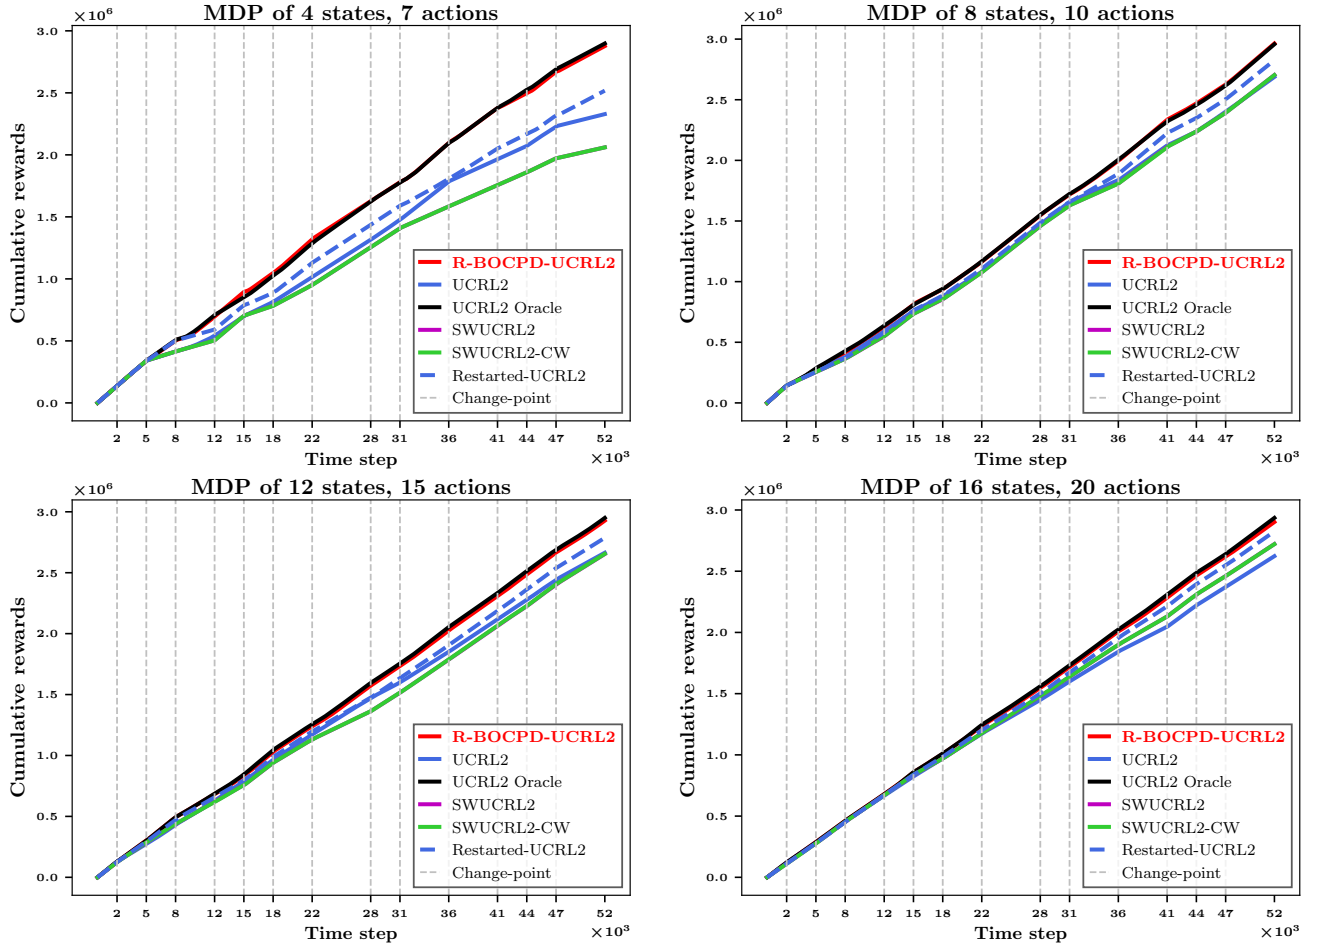 MDP of 4 states, 7 actions
×10⁶
3.0
2.5
2.0
1.5
1.0
0.5
0.0
Cumulative rewards
R-BOCPD-UCRL2
UCRL2
UCRL2 Oracle
SWUCRL2
SWUCRL2-CW
Restarted-UCRL2
Change-point
2 5 8 12 15 18 22 28 31 36 41 44 47 52
Time step
×10³
MDP of 8 states, 10 actions
×10⁶
3.0
2.5
2.0
1.5
1.0
0.5
0.0
Cumulative rewards
R-BOCPD-UCRL2
UCRL2
UCRL2 Oracle
SWUCRL2
SWUCRL2-CW
Restarted-UCRL2
Change-point
2 5 8 12 15 18 22 28 31 36 41 44 47 52
Time step
×10³
MDP of 12 states, 15 actions
×10⁶
3.0
2.5
2.0
1.5
1.0
0.5
0.0
Cumulative rewards
R-BOCPD-UCRL2
UCRL2
UCRL2 Oracle
SWUCRL2
SWUCRL2-CW
Restarted-UCRL2
Change-point
2 5 8 12 15 18 22 28 31 36 41 44 47 52
Time step
×10³
MDP of 16 states, 20 actions
×10⁶
3.0
2.5
2.0
1.5
1.0
0.5
0.0
Cumulative rewards
R-BOCPD-UCRL2
UCRL2
UCRL2 Oracle
SWUCRL2
SWUCRL2-CW
Restarted-UCRL2
Change-point
2 5 8 12 15 18 22 28 31 36 41 44 47 52
Time step
×10³